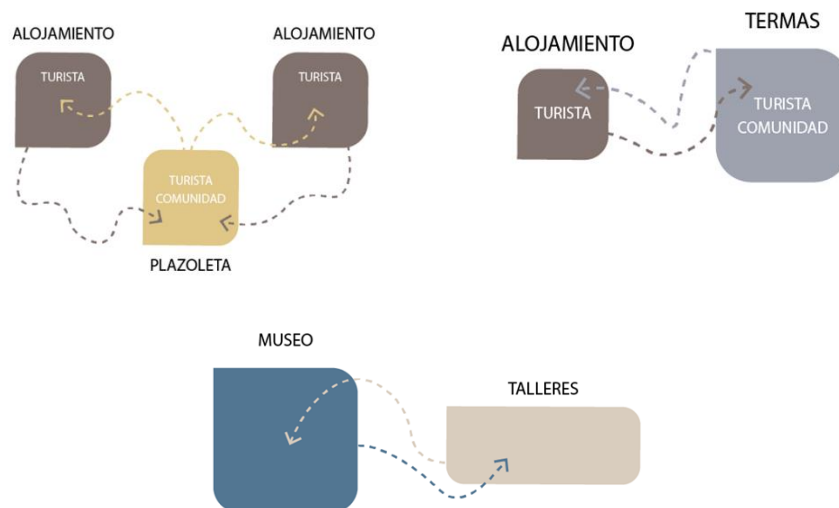 ALOJAMIENTO
TURISTA
ALOJAMIENTO
TURISTA
TURISTA
COMUNIDAD
PLAZOLETA
ALOJAMIENTO
TURISTA
TERMAS
TURISTA
COMUNIDAD
MUSEO
TALLERES